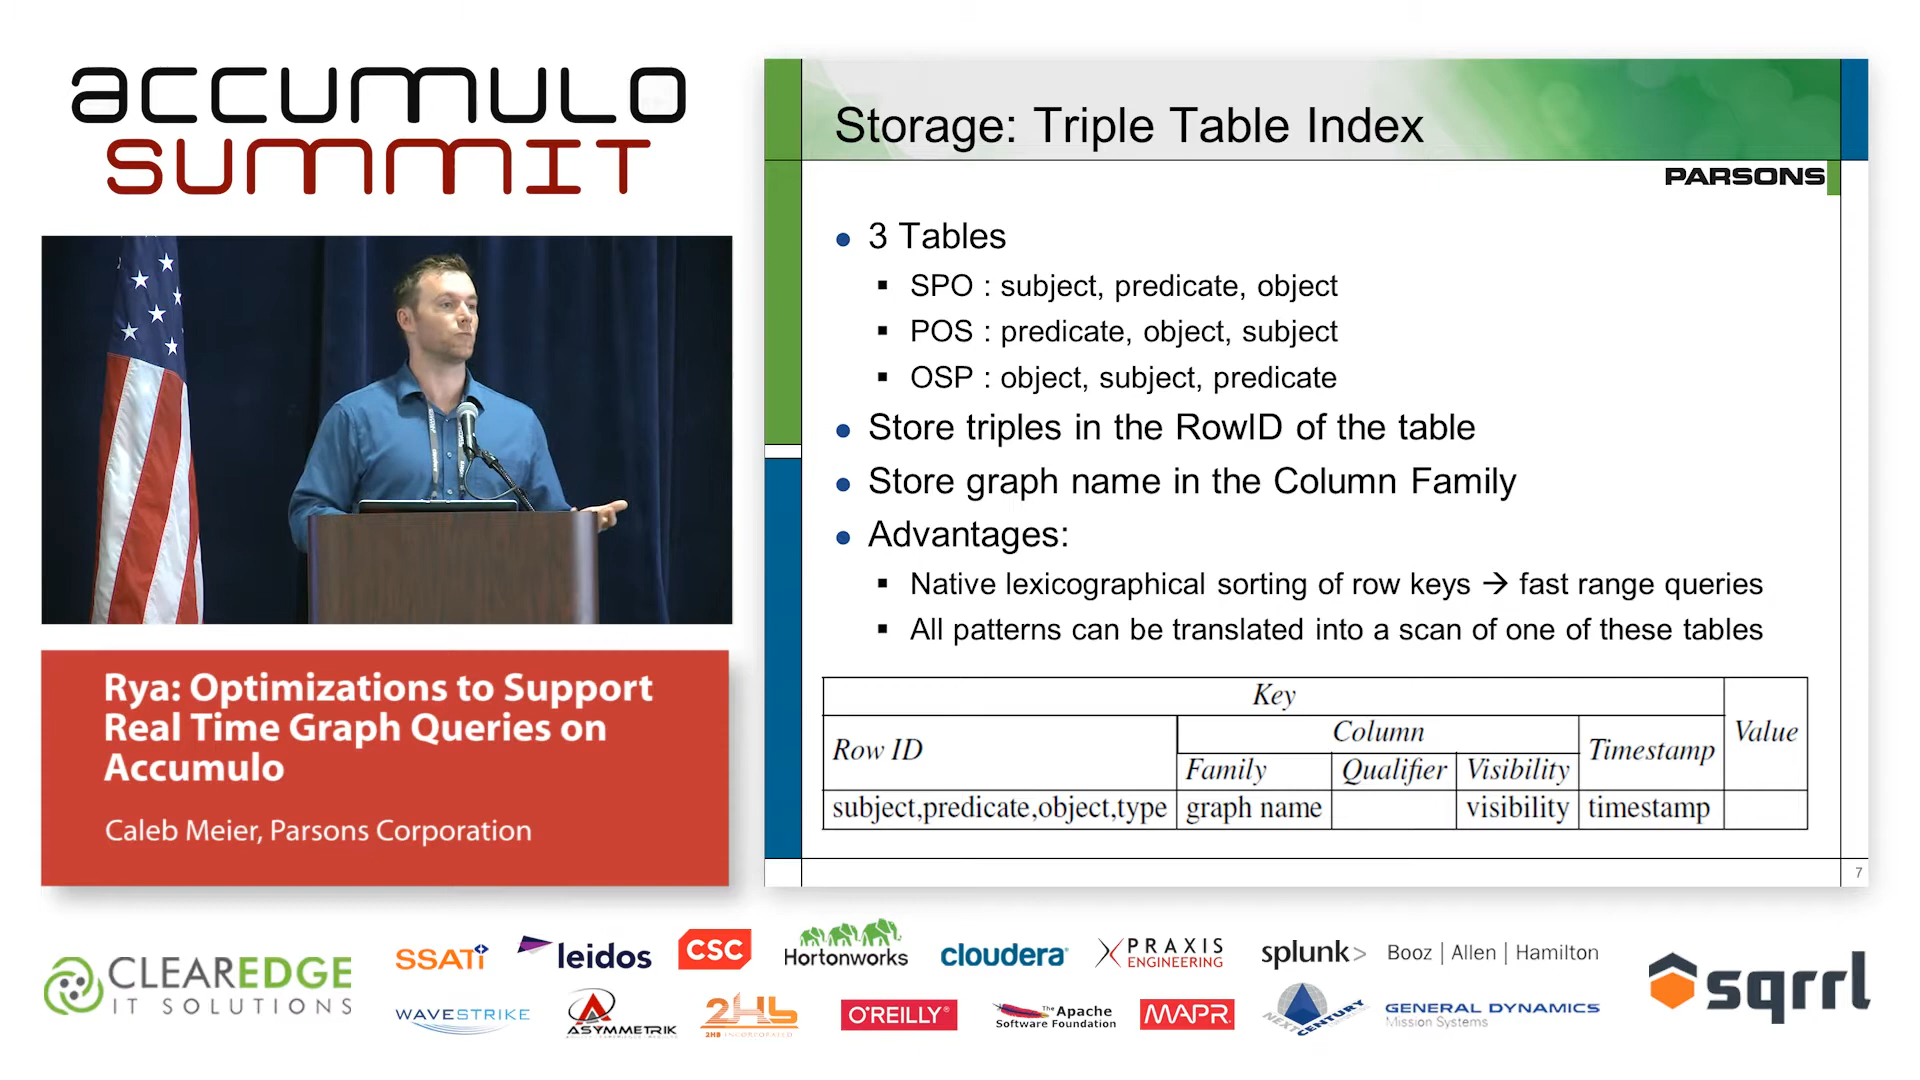 ACCUMULO
SUMMIT
Rya: Optimizations to Support
Real Time Graph Queries on
Accumulo
Caleb Meier, Parsons Corporation
Storage: Triple Table Index
PARSONS
• 3 Tables
▪ SPO : subject, predicate, object
▪ POS : predicate, object, subject
▪ OSP : object, subject, predicate
• Store triples in the RowID of the table
• Store graph name in the Column Family
• Advantages:
▪ Native lexicographical sorting of row keys → fast range queries
▪ All patterns can be translated into a scan of one of these tables
Key
Value
Row ID
Column
Timestamp
Family Qualifier Visibility
subject,predicate,object,type graph name visibility timestamp
7
CLEAREDGE
IT SOLUTIONS
SSATi
leidos
CSC
Hortonworks
cloudera
PRAXIS
ENGINEERING
splunk>
Booz | Allen | Hamilton
sqrrl
WAVESTRIKE
ASYMMETRIK
2HB
2HB INCORPORATED
O'REILLY®
The Apache
Software Foundation
MAPR
NEXT CENTURY
GENERAL DYNAMICS
Mission Systems